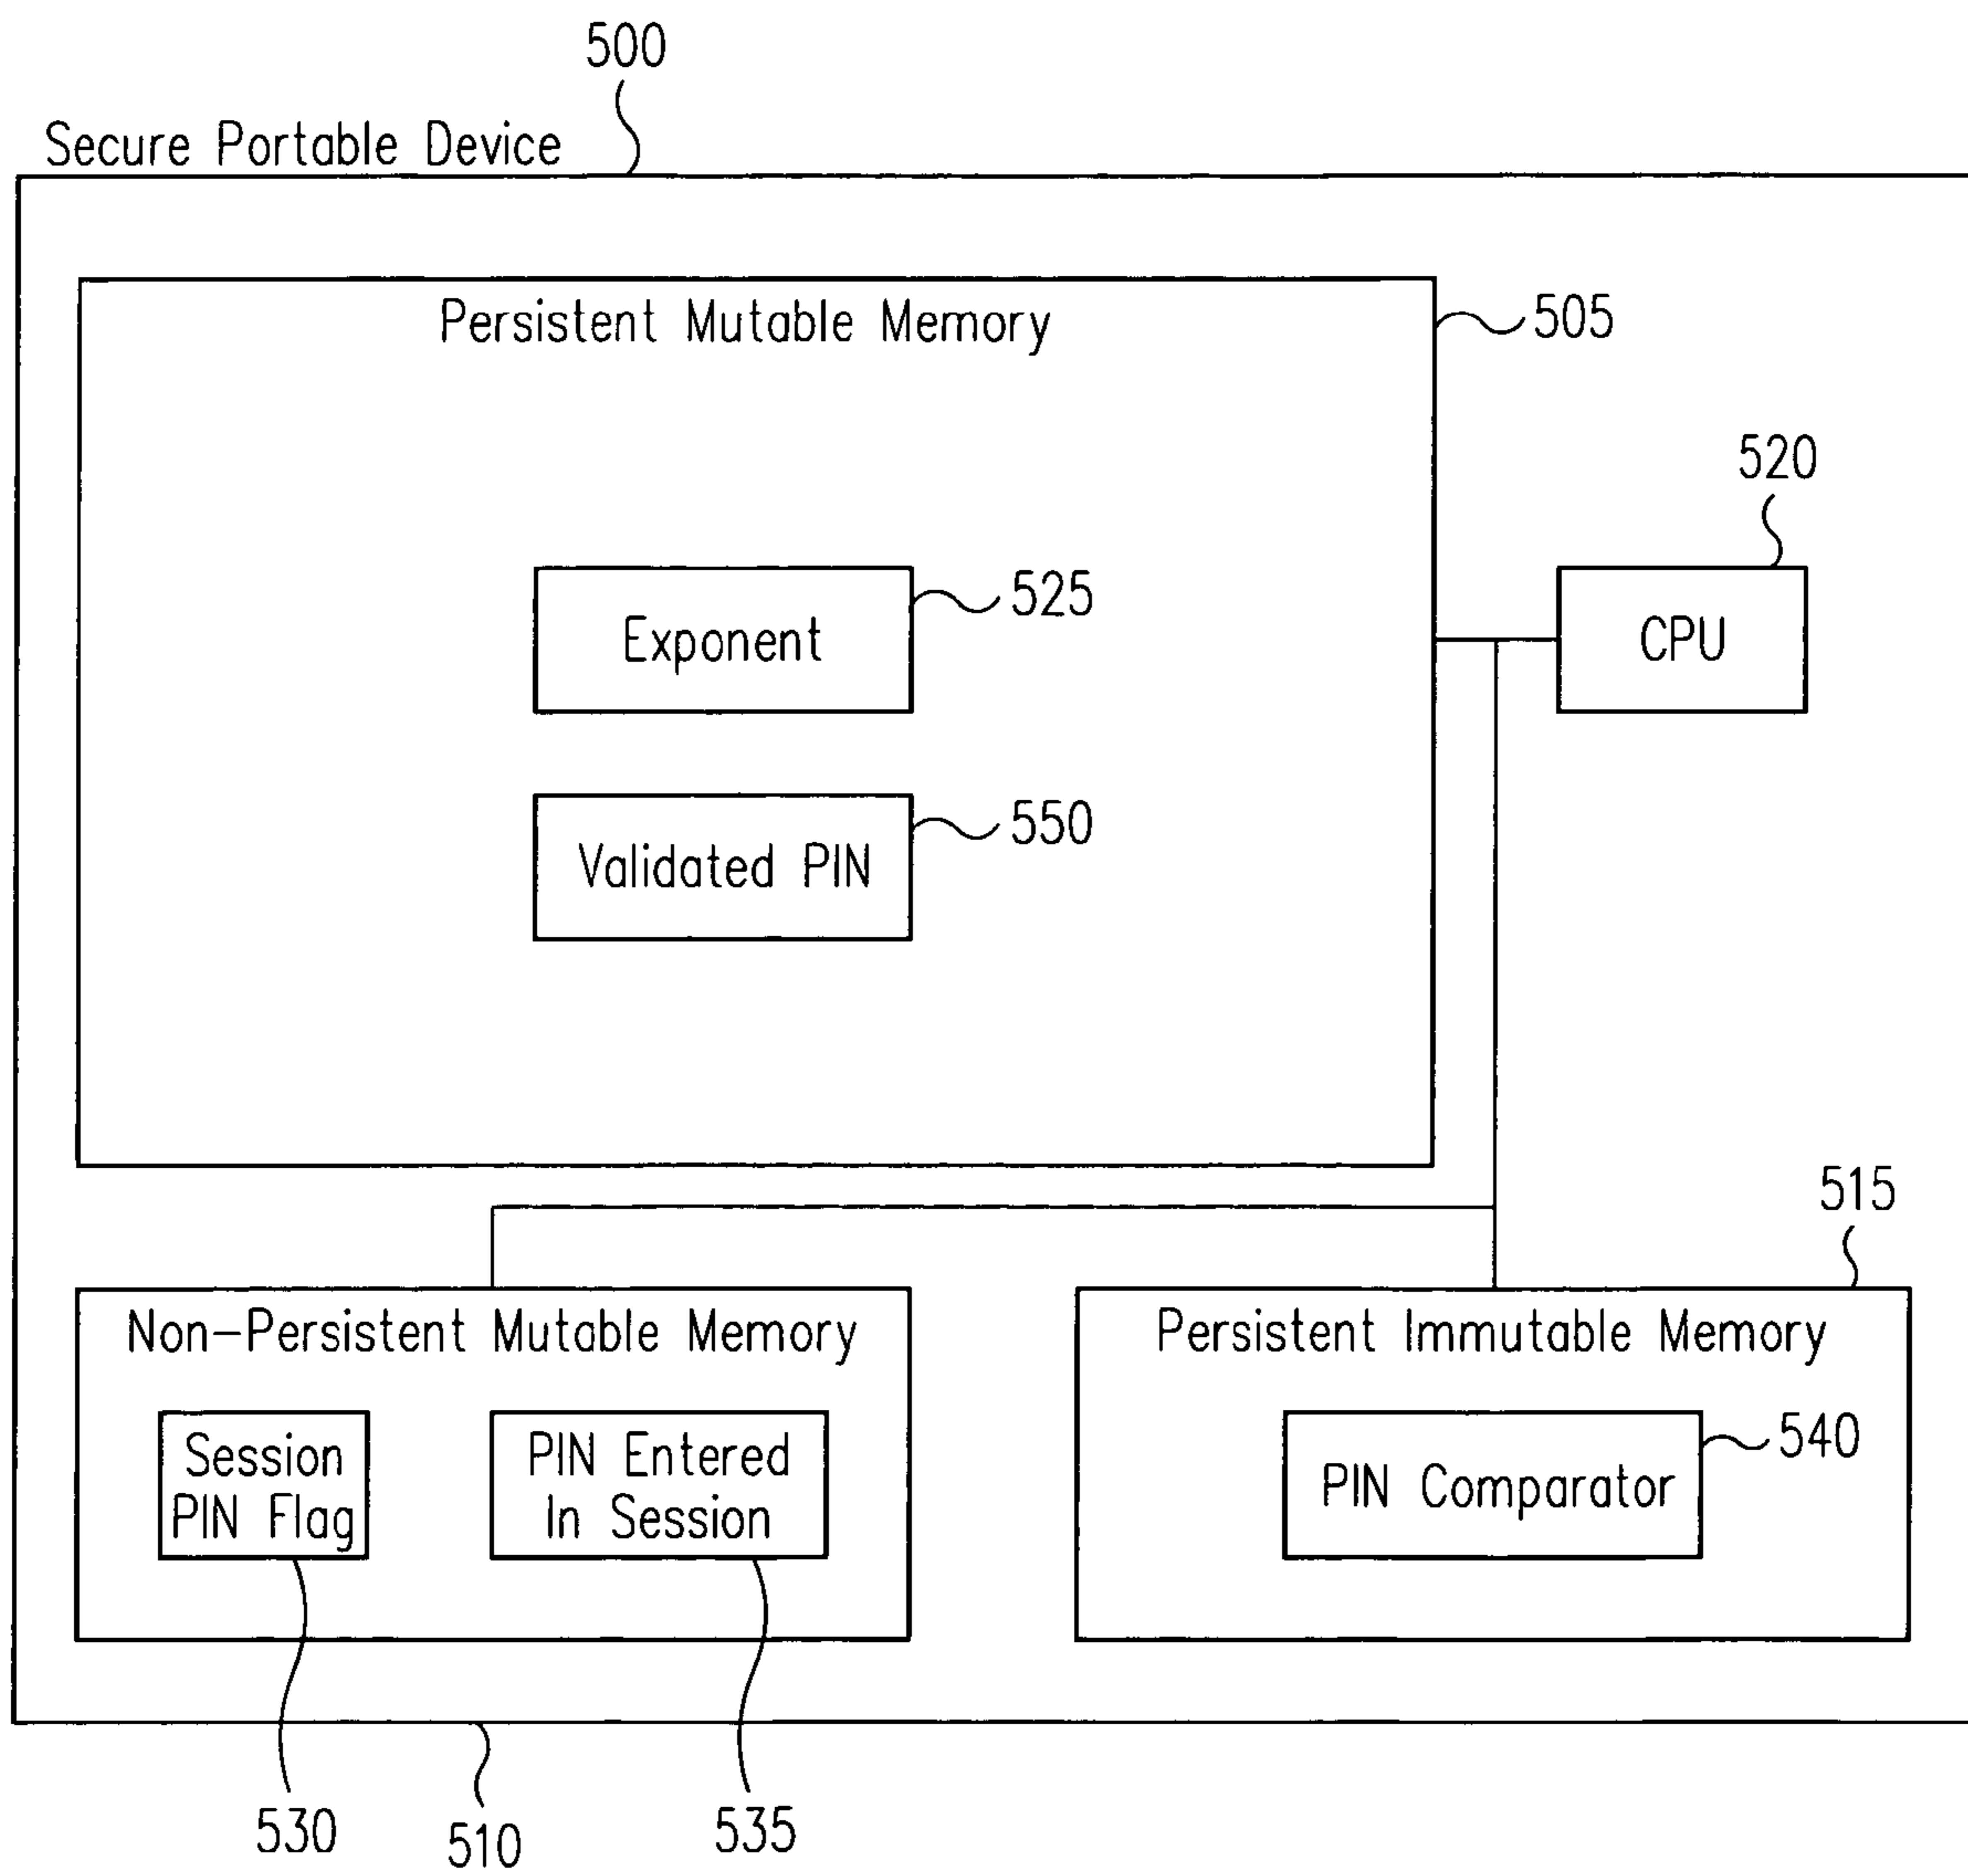 500
Secure Portable Device
Persistent Mutable Memory
505
520
Exponent
525
CPU
Validated PIN
550
515
Non-Persistent Mutable Memory
Session
PIN Flag
PIN Entered
In Session
Persistent Immutable Memory
PIN Comparator
540
530
510
535